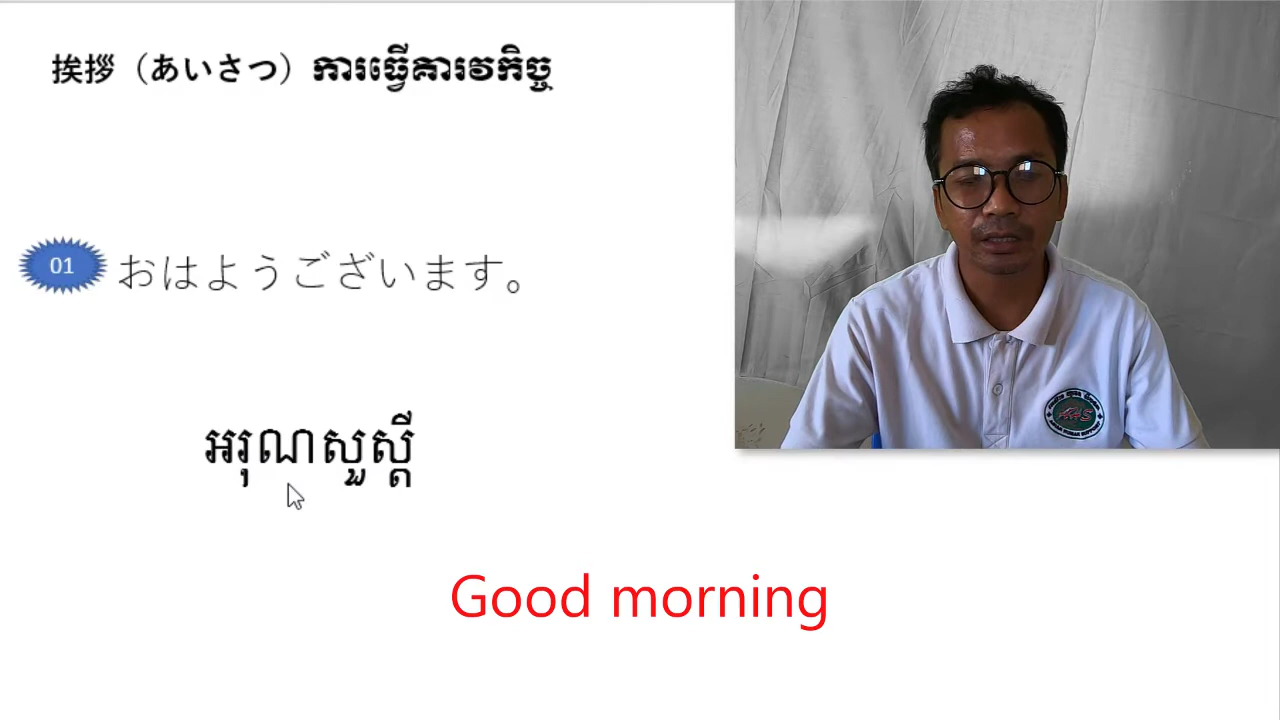 挨拶（あいさつ）ការធ្វើគារវកិច្ច
01 おはようございます。
អរុណសួស្តី
Good morning
AHS